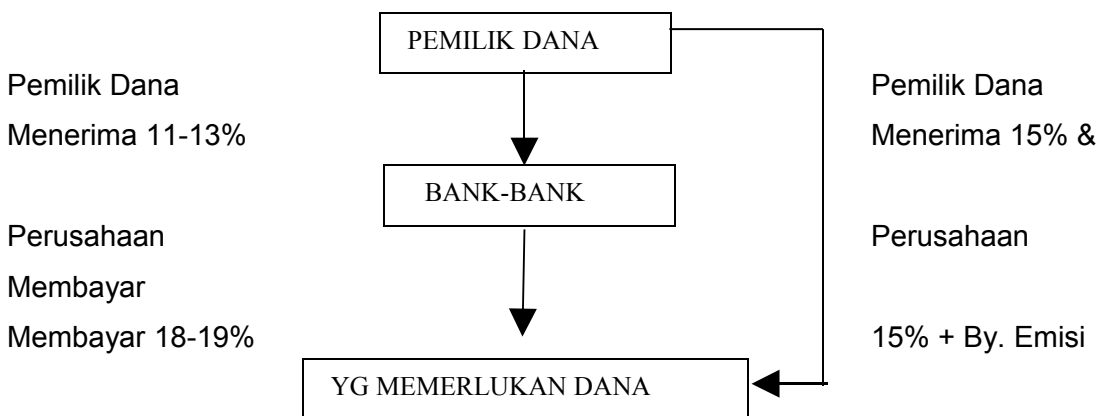 PEMILIK DANA
Pemilik Dana
Menerima 11-13%
Pemilik Dana
Menerima 15% &
BANK-BANK
Perusahaan
Membayar
Membayar 18-19%
Perusahaan
15% + By. Emisi
YG MEMERLUKAN DANA